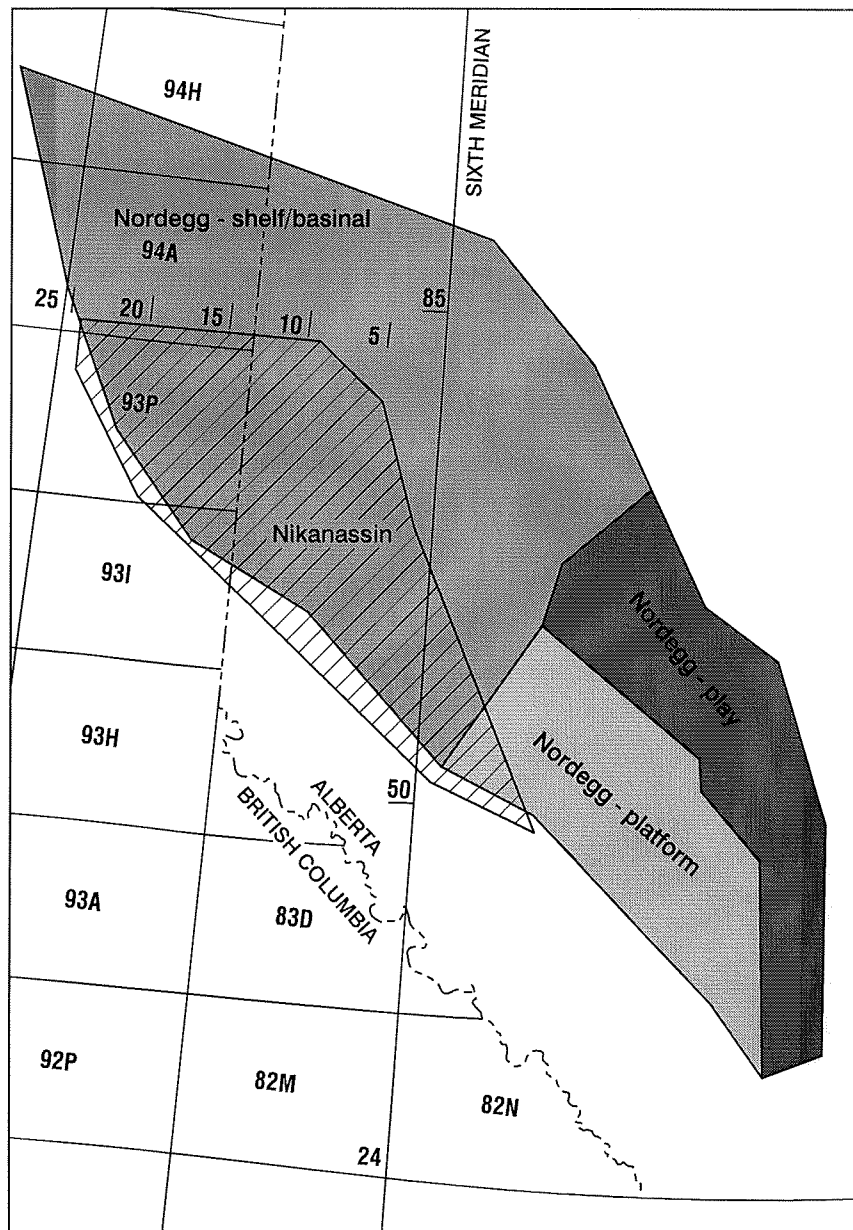 94H
SIXTH MERIDIAN
Nordegg - shelf/basinal
94A
25
20
15
10
5
85
93P
Nikanassin
93I
Nordegg - play
93H
Nordegg - platform
50
ALBERTA
BRITISH COLUMBIA
93A
83D
92P
82M
82N
24